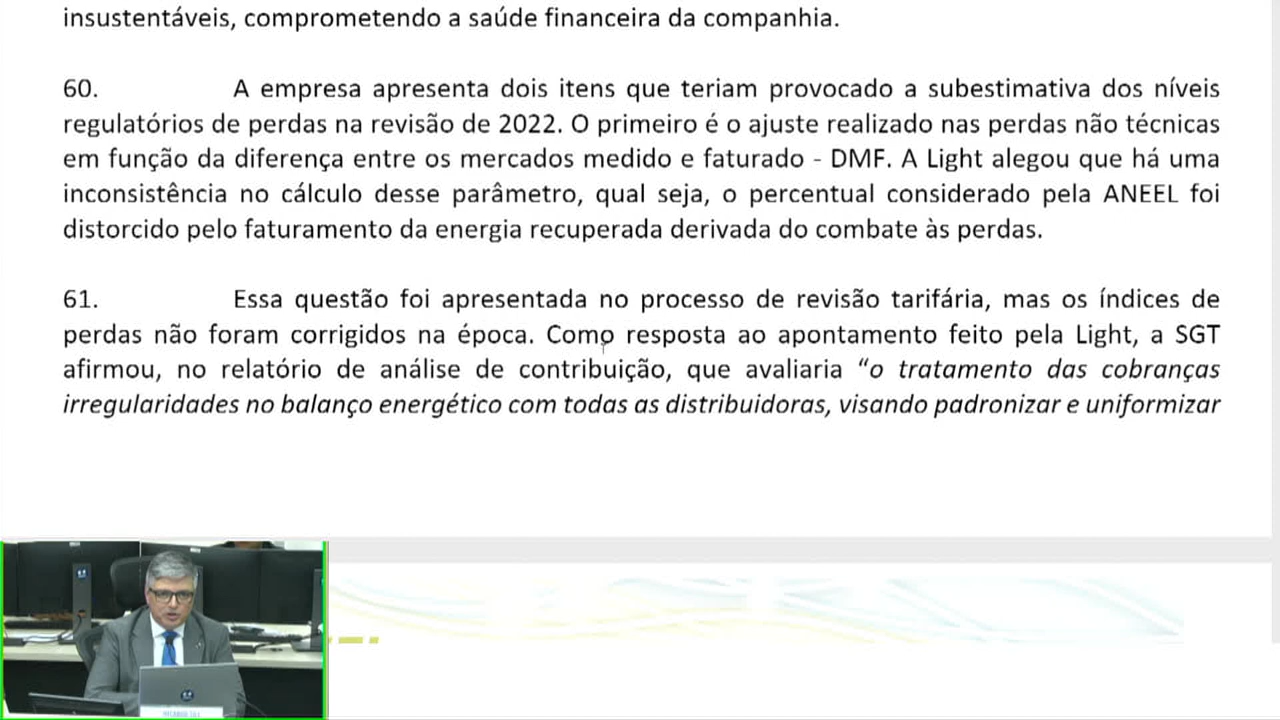 insustentáveis, comprometendo a saúde financeira da companhia.
60. A empresa apresenta dois itens que teriam provocado a subestimativa dos níveis
regulatórios de perdas na revisão de 2022. O primeiro é o ajuste realizado nas perdas não técnicas
em função da diferença entre os mercados medido e faturado - DMF. A Light alegou que há uma
inconsistência no cálculo desse parâmetro, qual seja, o percentual considerado pela ANEEL foi
distorcido pelo faturamento da energia recuperada derivada do combate às perdas.
61. Essa questão foi apresentada no processo de revisão tarifária, mas os índices de
perdas não foram corrigidos na época. Como resposta ao apontamento feito pela Light, a SGT
afirmou, no relatório de análise de contribuição, que avaliaria “o tratamento das cobranças
irregularidades no balanço energético com todas as distribuidoras, visando padronizar e uniformizar